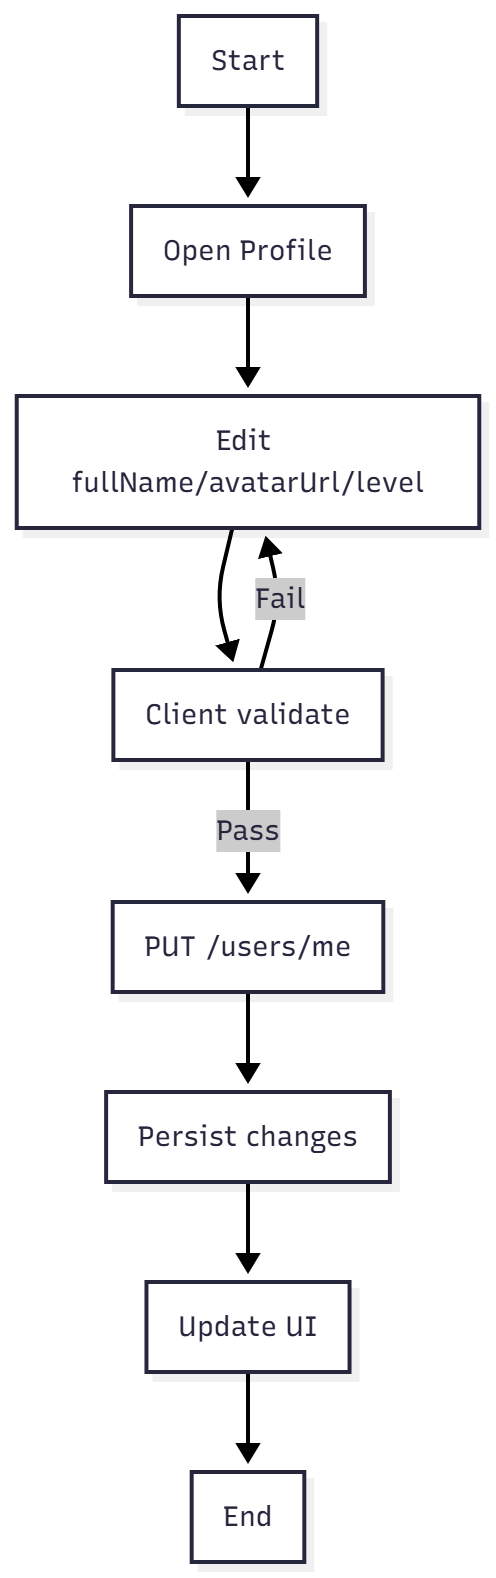 Start
Open Profile
Edit
fullName/avatarUrl/level
Fail
Client validate
Pass
PUT /users/me
Persist changes
Update UI
End